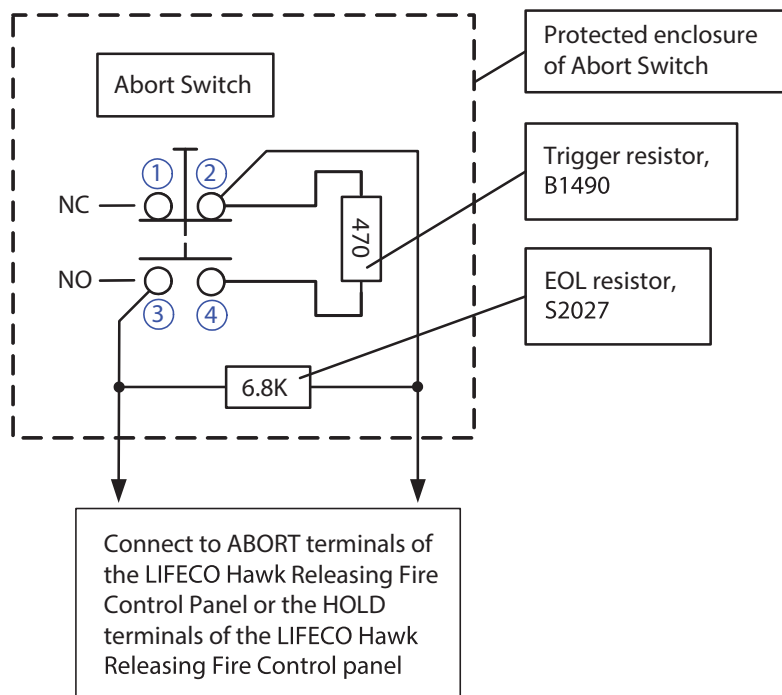 Protected enclosure
of Abort Switch
Abort Switch
1
2
NC
Trigger resistor,
B1490
470
NO
3
4
EOL resistor,
S2027
6.8K
Connect to ABORT terminals of
the LIFECO Hawk Releasing Fire
Control Panel or the HOLD
terminals of the LIFECO Hawk
Releasing Fire Control panel